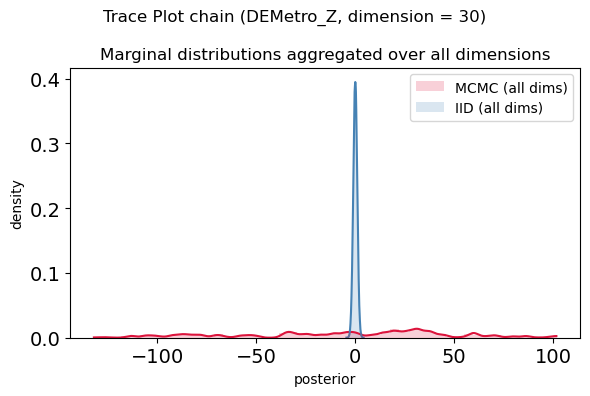 Trace Plot chain (DEMetro_Z, dimension = 30)
Marginal distributions aggregated over all dimensions
MCMC (all dims)
IID (all dims)
density
0.4
0.3
0.2
0.1
0.0
−100
−50
0
50
100
posterior